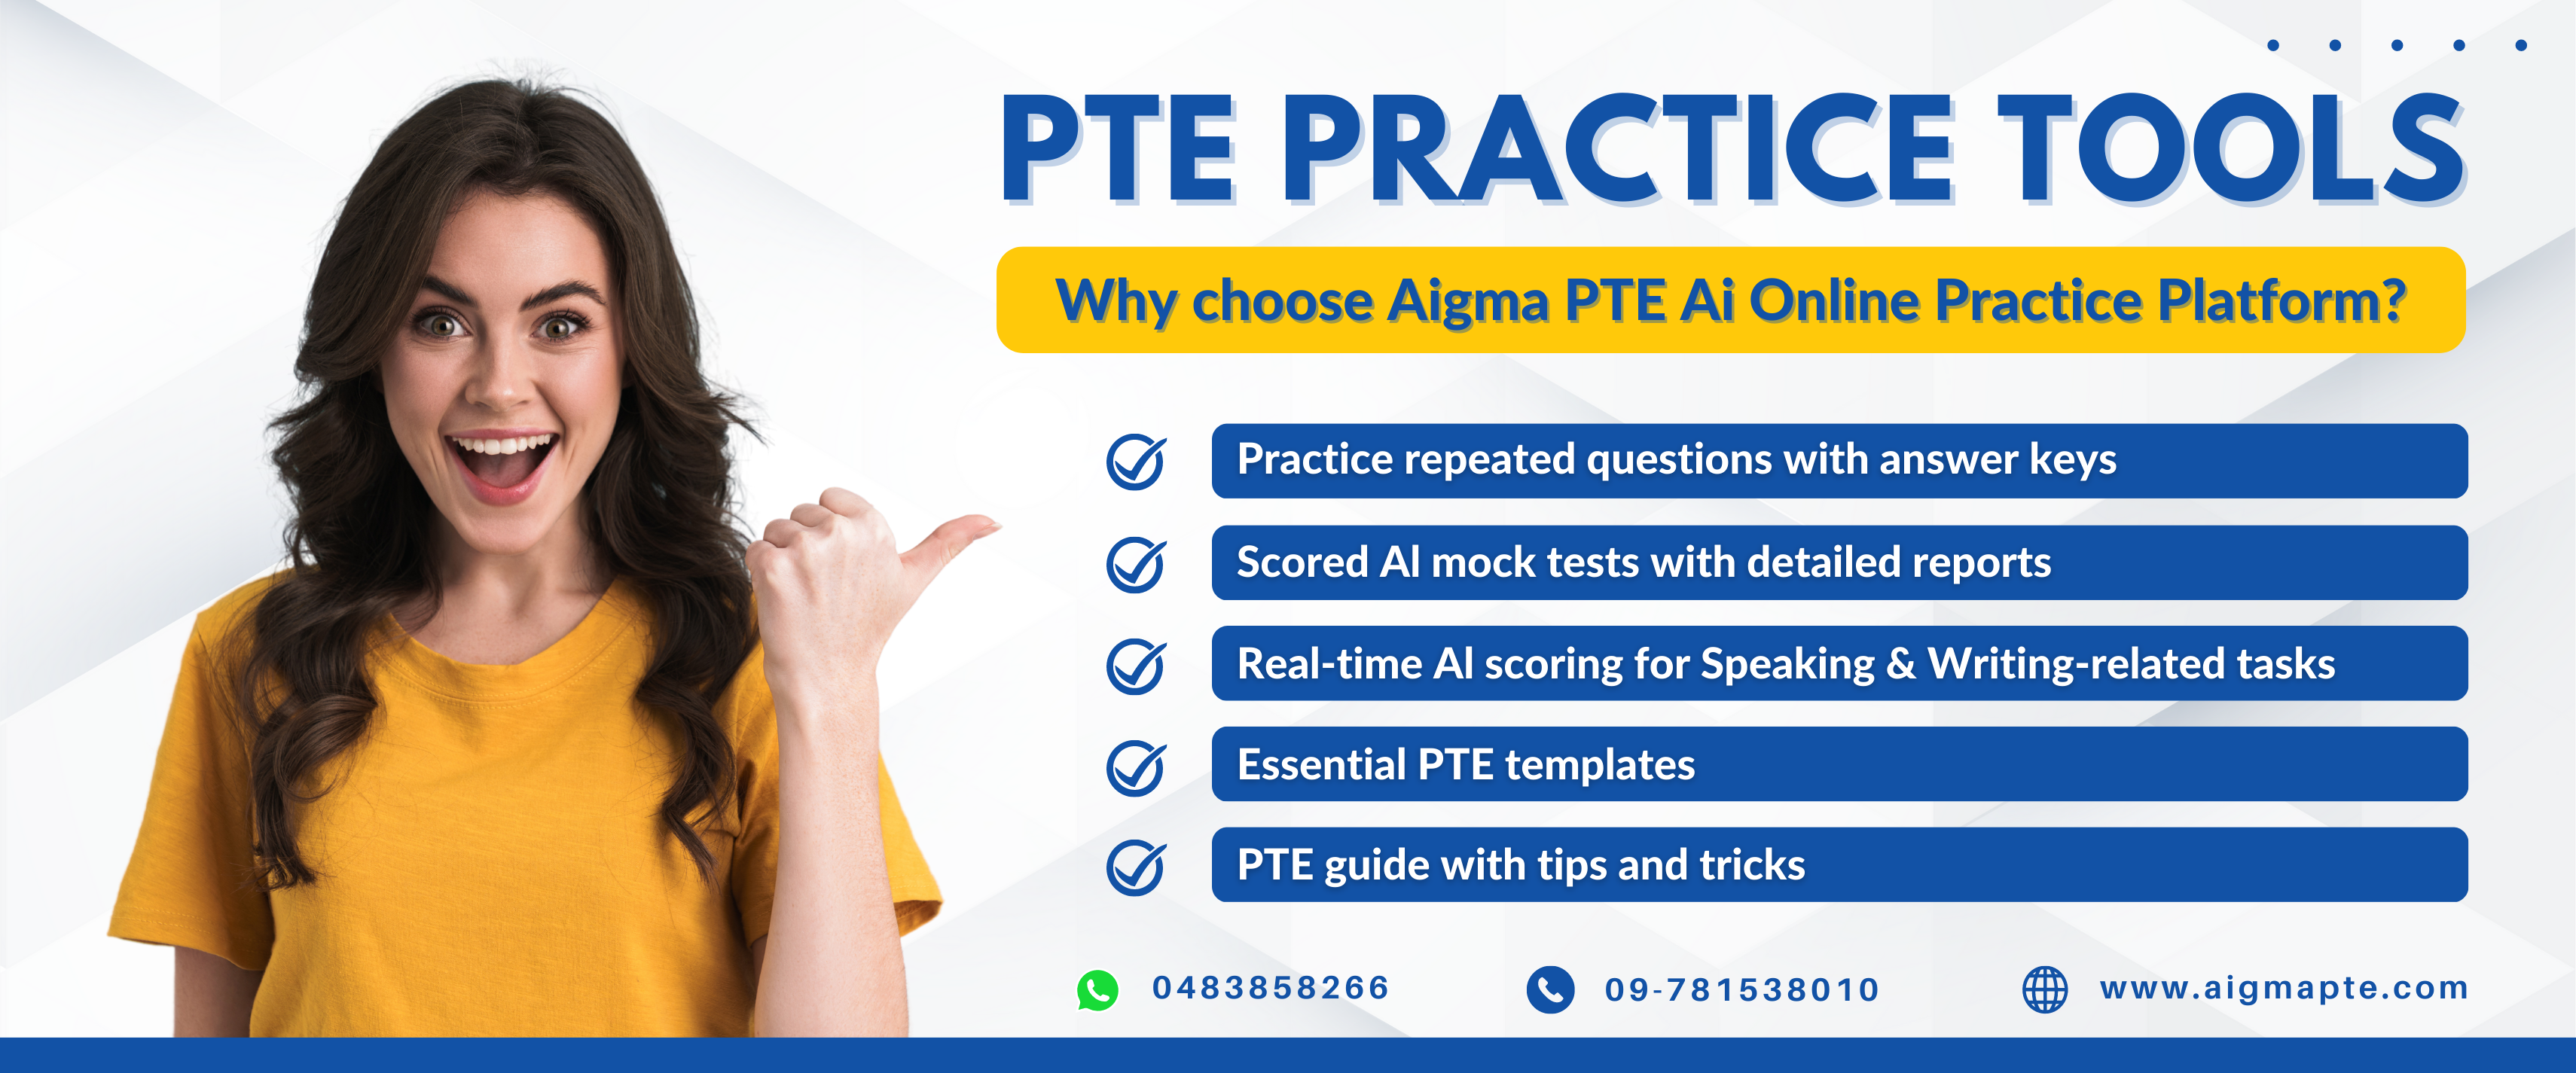 PTE PRACTICE TOOLS
Why choose Aigma PTE Ai Online Practice Platform?
Practice repeated questions with answer keys
Scored AI mock tests with detailed reports
Real-time AI scoring for Speaking & Writing-related tasks
Essential PTE templates
PTE guide with tips and tricks
0483858266
09-781538010
www.aigmapte.com